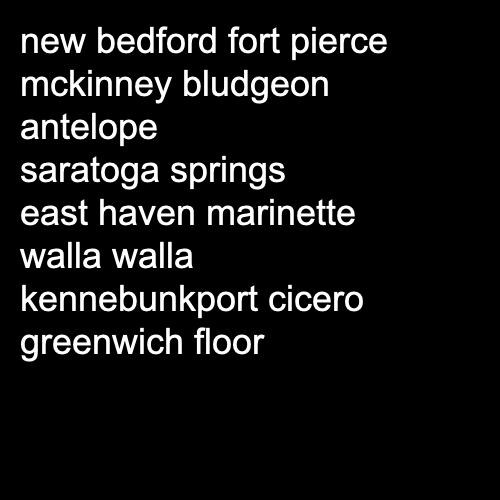 new bedford fort pierce
mckinney bludgeon
antelope
saratoga springs
east haven marinette
walla walla
kennebunkport cicero
greenwich floor